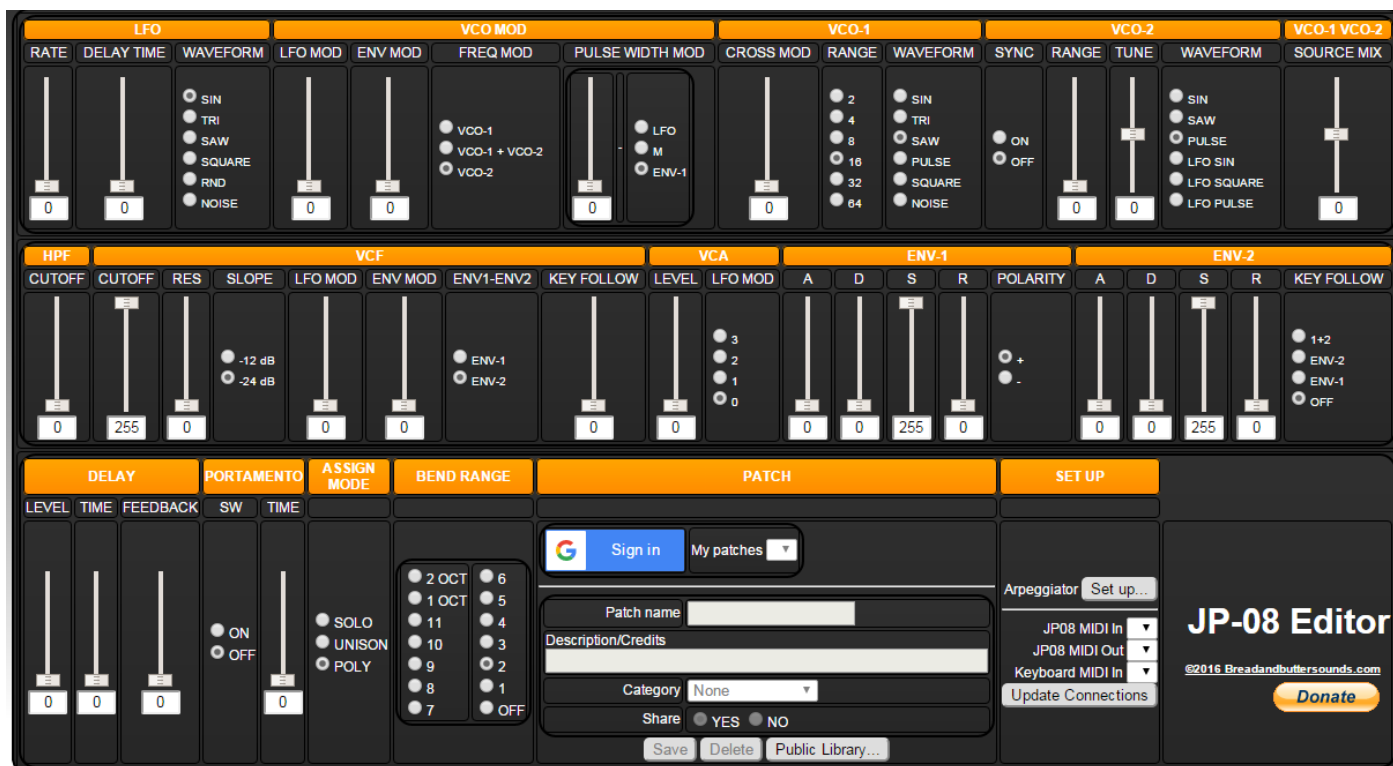 LFO VCO MOD VCO-1 VCO-2 VCO-1 VCO-2
RATE DELAY TIME WAVEFORM LFO MOD ENV MOD FREQ MOD PULSE WIDTH MOD CROSS MOD RANGE WAVEFORM SYNC RANGE TUNE WAVEFORM SOURCE MIX
SIN
TRI
SAW
SQUARE
RND
NOISE
VCO-1
VCO-1 + VCO-2
VCO-2
-
LFO
M
ENV-1
2
4
8
16
32
64
SIN
TRI
SAW
PULSE
SQUARE
NOISE
ON
OFF
SIN
SAW
PULSE
LFO SIN
LFO SQUARE
LFO PULSE
0 0 0 0 0 0 0 0 0
HPF VCF VCA ENV-1 ENV-2
CUTOFF CUTOFF RES SLOPE LFO MOD ENV MOD ENV1-ENV2 KEY FOLLOW LEVEL LFO MOD A D S R POLARITY A D S R KEY FOLLOW
-12 dB
-24 dB
ENV-1
ENV-2
3
2
1
0
+
-
1+2
ENV-2
ENV-1
OFF
0 255 0 0 0 0 0 0 0 255 0 0 0 255 0
DELAY PORTAMENTO ASSIGN MODE BEND RANGE PATCH SET UP
LEVEL TIME FEEDBACK SW TIME
ON
OFF
SOLO
UNISON
POLY
2 OCT
1 OCT
11
10
9
8
7
6
5
4
3
2
1
OFF
0 0 0 0
G Sign in My patches
Patch name
Description/Credits
Category None
Share YES NO
Save Delete Public Library...
Arpeggiator Set up...
JP08 MIDI In
JP08 MIDI Out
Keyboard MIDI In
Update Connections
JP-08 Editor
©2016 Breadandbuttersounds.com
Donate